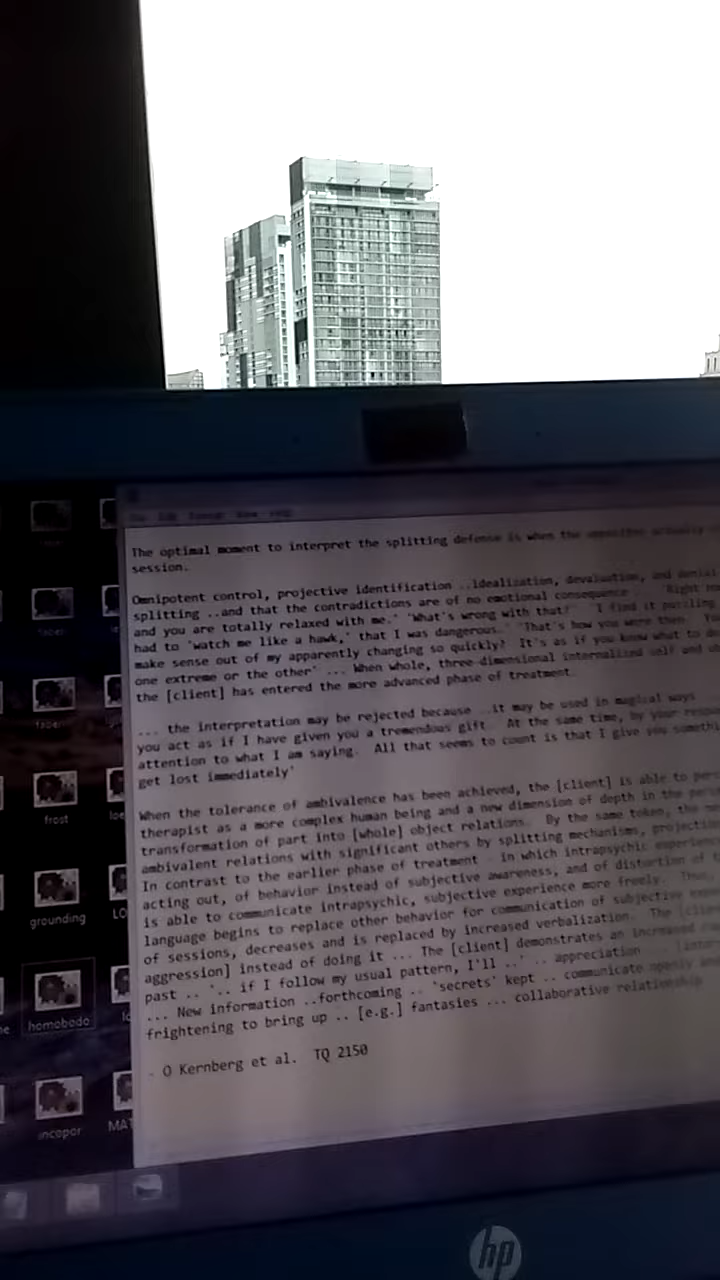 The optimal moment to interpret the splitting defense is when the
session.
Omnipotent control, projective identification ..idealization, devaluation, and denial
splitting ..and that the contradictions are of no emotional consequence 'Right now
and you are totally relaxed with me.' 'What's wrong with that?' 'I find it puzzling
had to 'watch me like a hawk,' that I was dangerous.' 'That's how you were then.
make sense out of my apparently changing so quickly? It's as if you know what to do
one extreme or the other' ... When whole, three-dimensional internalized self and
the [client] has entered the more advanced phase of treatment.
... the interpretation may be rejected because ..it may be used in magical ways
you act as if I have given you a tremendous gift. At the same time, by your
attention to what I am saying. All that seems to count is that I give you
get lost immediately'
When the tolerance of ambivalence has been achieved, the [client] is able to
therapist as a more complex human being and a new dimension of depth in the
transformation of part into [whole] object relations. By the same token, the
ambivalent relations with significant others by splitting mechanisms,
In contrast to the earlier phase of treatment - in which intrapsychic
acting out, of behavior instead of subjective awareness, and of distortion of
is able to communicate intrapsychic, subjective experience more freely. Thus,
language begins to replace other behavior for communication of subjective
of sessions, decreases and is replaced by increased verbalization. The
aggression] instead of doing it ... The [client] demonstrates an increased
past .. '.. if I follow my usual pattern, I'll ..' .. appreciation
... New information ..forthcoming .. 'secrets' kept .. communicate openly
frightening to bring up .. [e.g.] fantasies ... collaborative relationship
- O Kernberg et al. TQ 2150
frost
grounding
LO
homobodo
incopor
MAT
hp